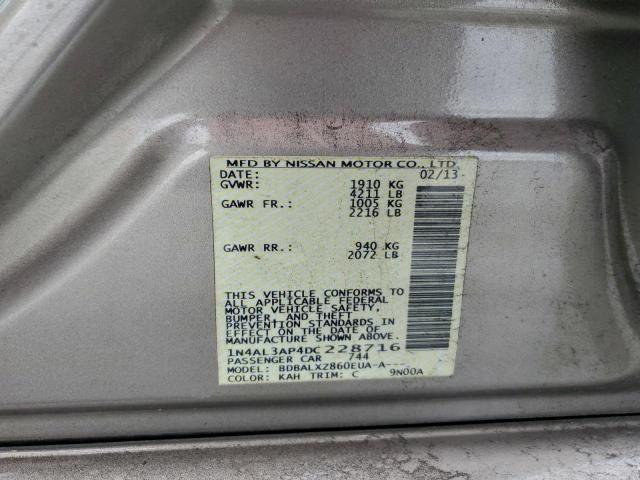 MFD BY NISSAN MOTOR CO., LTD
DATE: 02/13
GVWR: 1910 KG
4211 LB
GAWR FR.: 1005 KG
2216 LB
GAWR RR.: 940 KG
2072 LB
THIS VEHICLE CONFORMS TO
ALL APPLICABLE FEDERAL
MOTOR VEHICLE SAFETY,
BUMPER, AND THEFT
PREVENTION STANDARDS IN
EFFECT ON THE DATE OF
MANUFACTURE SHOWN ABOVE.
1N4AL3AP4DC228716
PASSENGER CAR 744
MODEL: BDBALXZ860EUA-A---
COLOR: KAH TRIM: C 9N00A